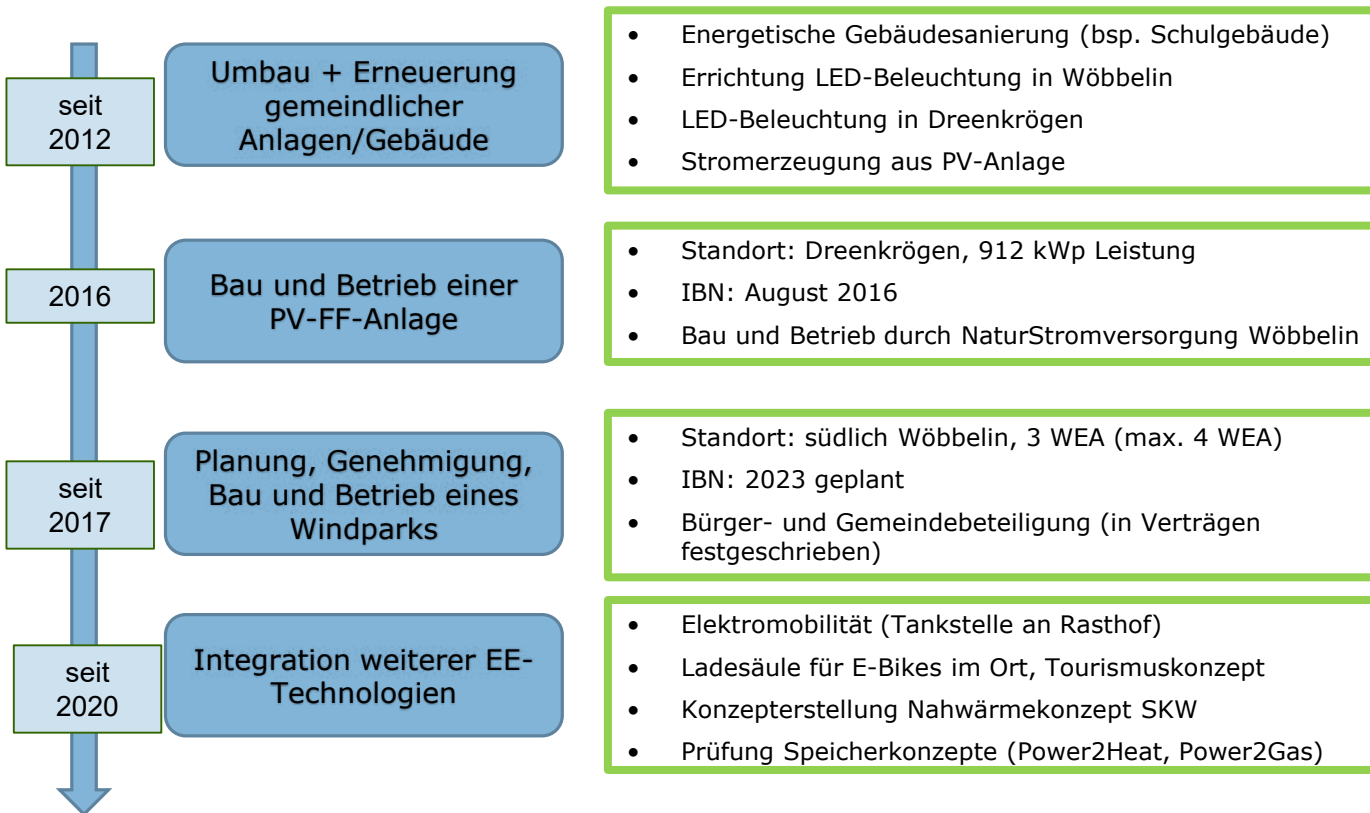 seit
2012
Umbau + Erneuerung
gemeindlicher
Anlagen/Gebäude
• Energetische Gebäudesanierung (bsp. Schulgebäude)
• Errichtung LED-Beleuchtung in Wöbbelin
• LED-Beleuchtung in Dreenkrögen
• Stromerzeugung aus PV-Anlage
2016
Bau und Betrieb einer
PV-FF-Anlage
• Standort: Dreenkrögen, 912 kWp Leistung
• IBN: August 2016
• Bau und Betrieb durch NaturStromversorgung Wöbbelin
seit
2017
Planung, Genehmigung,
Bau und Betrieb eines
Windparks
• Standort: südlich Wöbbelin, 3 WEA (max. 4 WEA)
• IBN: 2023 geplant
• Bürger- und Gemeindebeteiligung (in Verträgen
festgeschrieben)
seit
2020
Integration weiterer EE-
Technologien
• Elektromobilität (Tankstelle an Rasthof)
• Ladesäule für E-Bikes im Ort, Tourismuskonzept
• Konzepterstellung Nahwärmekonzept SKW
• Prüfung Speicherkonzepte (Power2Heat, Power2Gas)